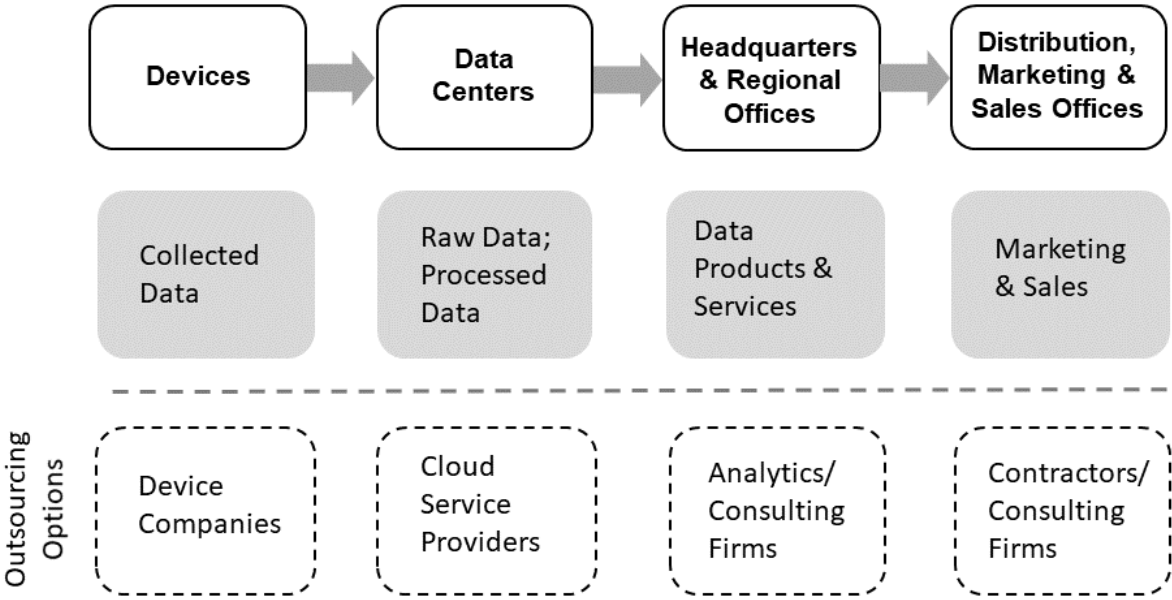 Devices
Data
Centers
Headquarters
& Regional
Offices
Distribution,
Marketing &
Sales Offices
Collected
Data
Raw Data;
Processed
Data
Data
Products &
Services
Marketing
& Sales
Outsourcing
Options
Device
Companies
Cloud
Service
Providers
Analytics/
Consulting
Firms
Contractors/
Consulting
Firms